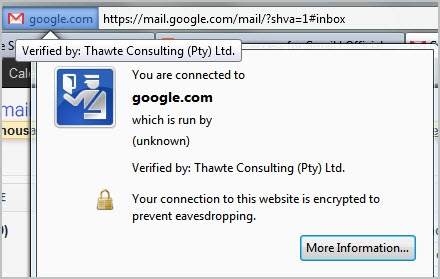 google.com https://mail.google.com/mail/?shva=1#inbox
Verified by: Thawte Consulting (Pty) Ltd.
You are connected to
google.com
which is run by
(unknown)
Verified by: Thawte Consulting (Pty) Ltd.
Your connection to this website is encrypted to
prevent eavesdropping.
More Information...
Cale
mail